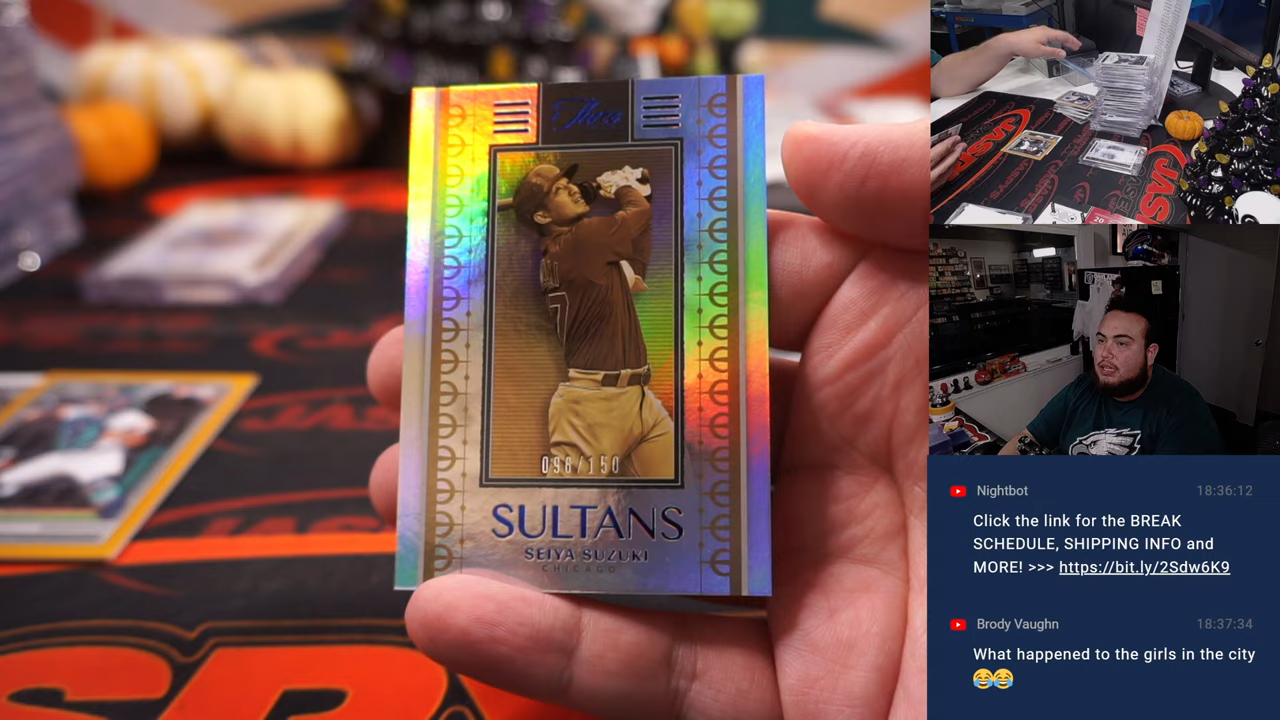 Three
098/150
SULTANS
SEIYA SUZUKI
CHICAGO
Nightbot
18:36:12
Click the link for the BREAK
SCHEDULE, SHIPPING INFO and
MORE! >>> https://bit.ly/2Sdw6K9
Brody Vaughn
18:37:34
What happened to the girls in the city
😂😂